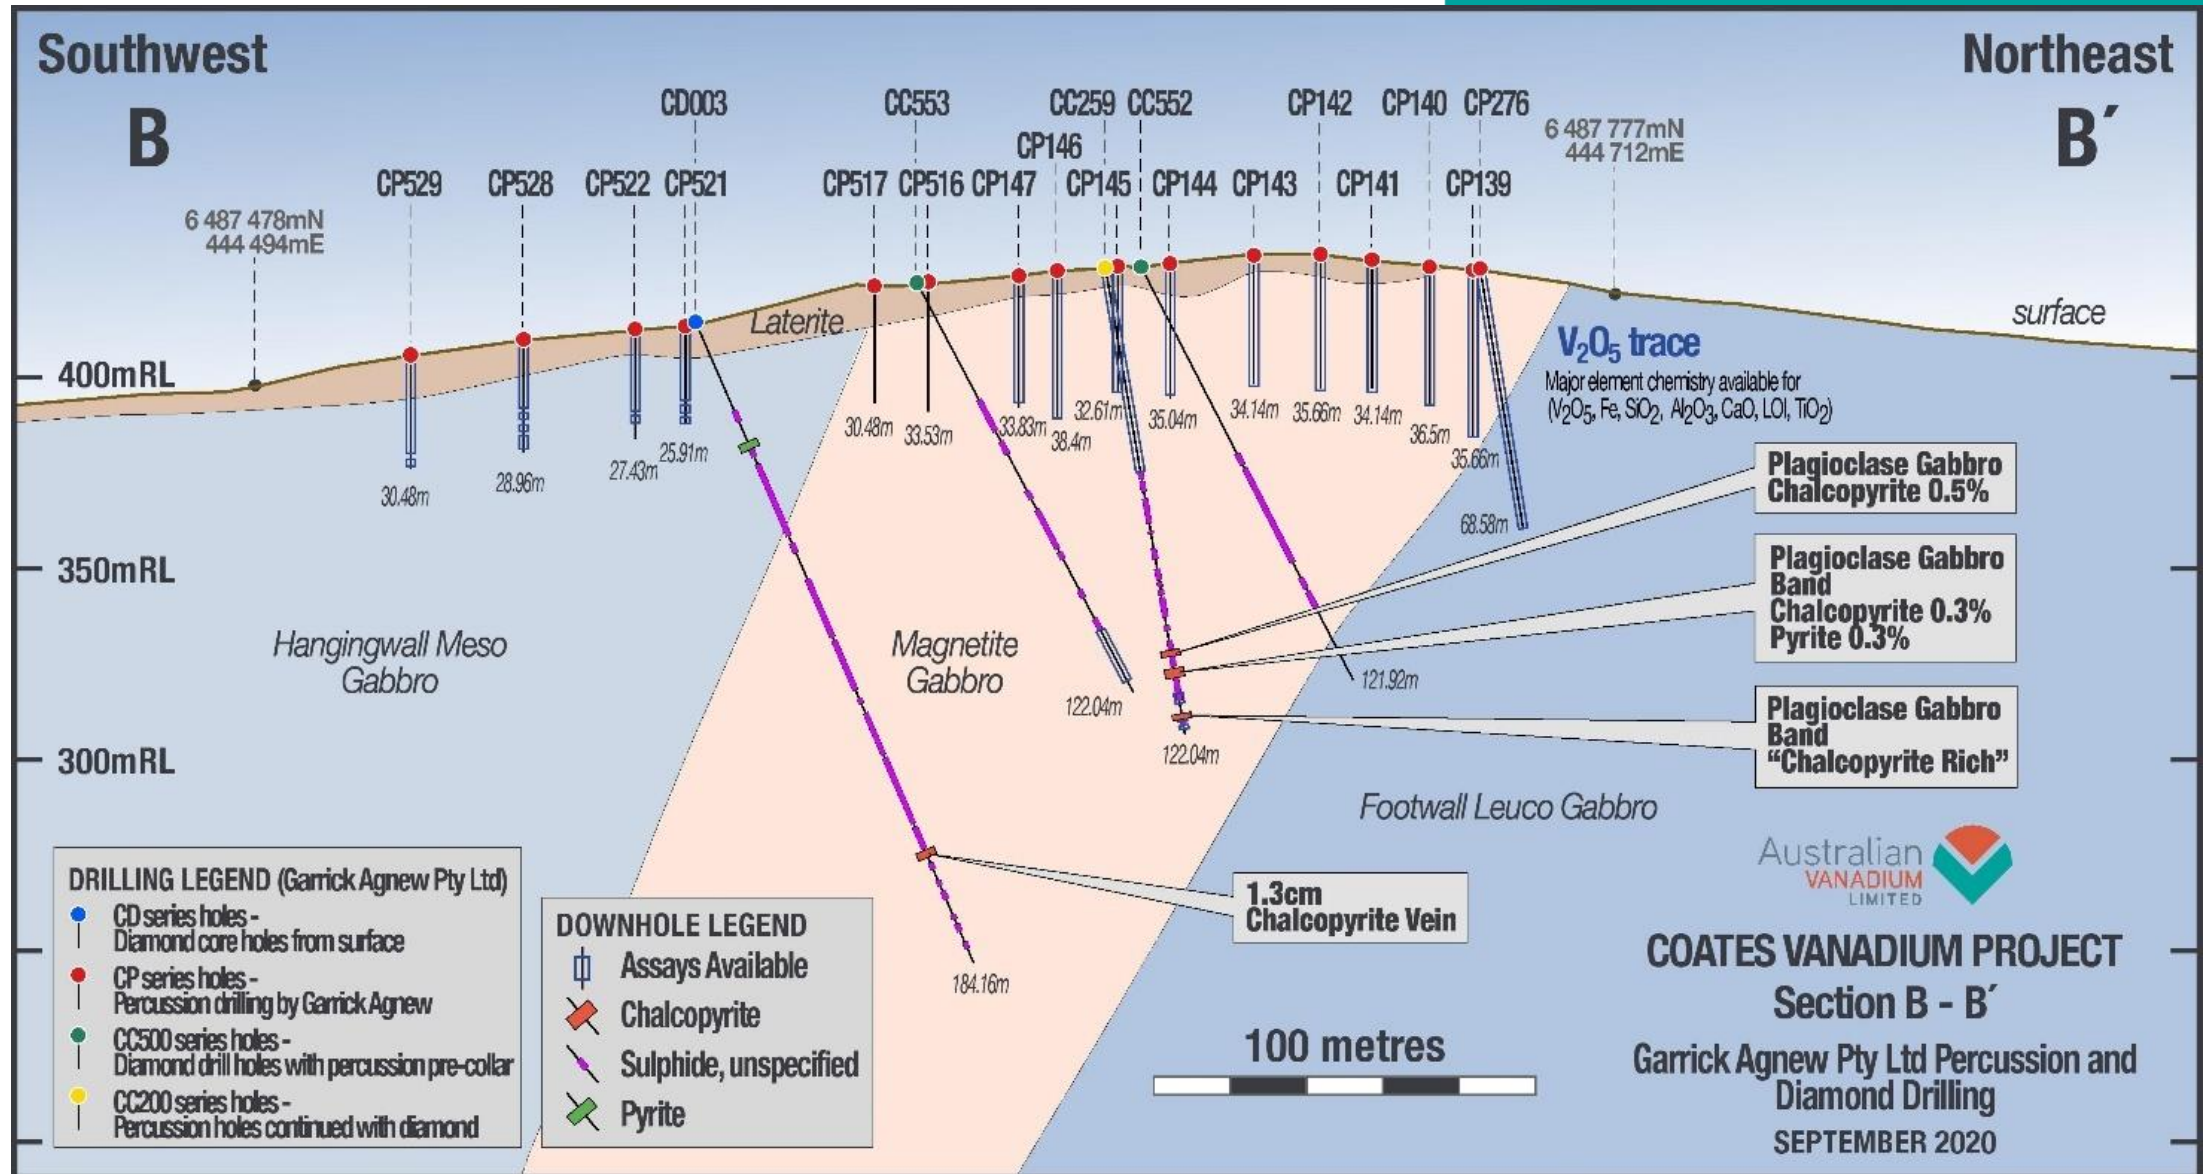 Southwest
Northeast
B
B´
CD003
CC553
CC259 CC552
CP142
CP140
CP276
CP146
6 487 777mN
444 712mE
CP529
CP528
CP522
CP521
CP517
CP516
CP147
CP145
CP144
CP143
CP141
CP139
6 487 478mN
444 494mE
surface
Laterite
400mRL
V₂O₅ trace
Major element chemistry available for
(V₂O₅, Fe, SiO₂, Al₂O₃, CaO, LOI, TiO₂)
30.48m
28.96m
27.43m
25.91m
30.48m
33.53m
33.83m
38.4m
32.61m
35.04m
34.14m
35.66m
34.14m
36.5m
35.66m
68.58m
Plagioclase Gabbro
Chalcopyrite 0.5%
350mRL
Plagioclase Gabbro
Band
Chalcopyrite 0.3%
Pyrite 0.3%
Hangingwall Meso
Gabbro
Magnetite
Gabbro
122.04m
121.92m
122.04m
Plagioclase Gabbro
Band
“Chalcopyrite Rich”
300mRL
Footwall Leuco Gabbro
1.3cm
Chalcopyrite Vein
184.16m
DRILLING LEGEND (Garrick Agnew Pty Ltd)
CD series holes -
Diamond core holes from surface
CP series holes -
Percussion drilling by Garrick Agnew
CC500 series holes -
Diamond drill holes with percussion pre-collar
CC200 series holes -
Percussion holes continued with diamond
DOWNHOLE LEGEND
Assays Available
Chalcopyrite
Sulphide, unspecified
Pyrite
100 metres
Australian
VANADIUM
LIMITED
COATES VANADIUM PROJECT
Section B - B´
Garrick Agnew Pty Ltd Percussion and
Diamond Drilling
SEPTEMBER 2020